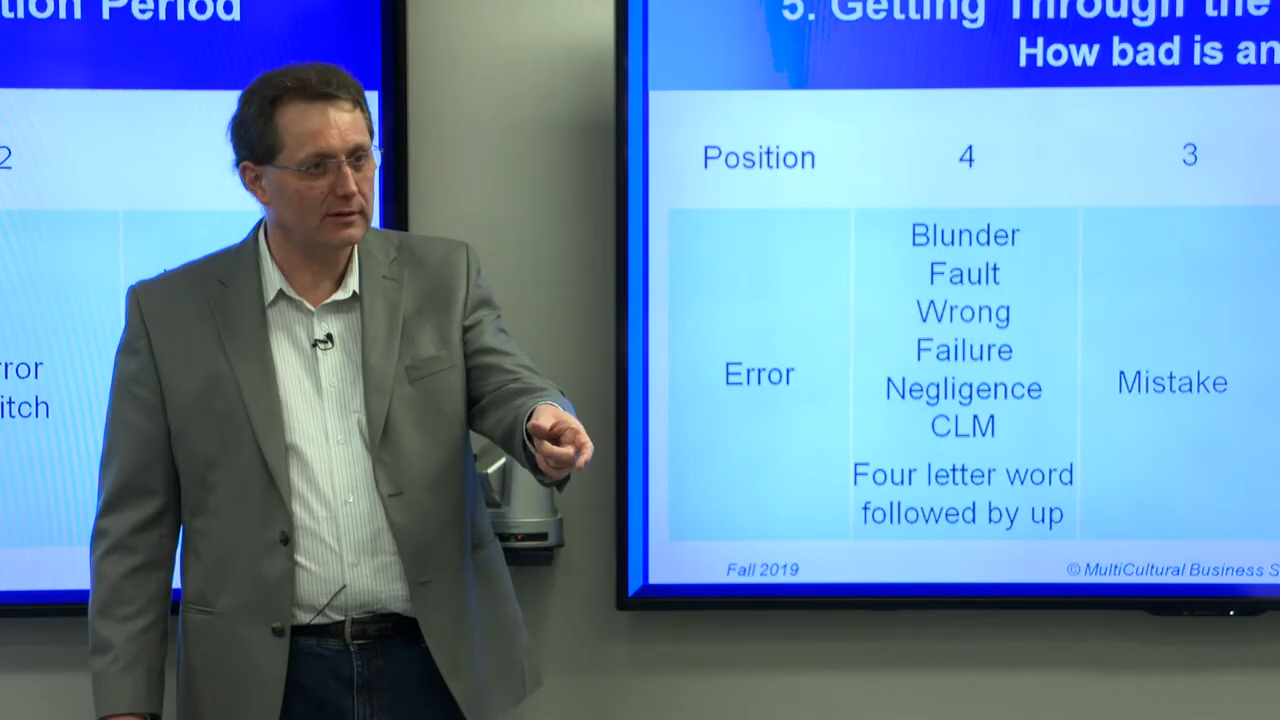 tion Period
2
rror
itch
5. Getting Through the
How bad is an
Position 4 3
Error
Blunder
Fault
Wrong
Failure
Negligence
CLM
Four letter word
followed by up
Mistake
Fall 2019
© MultiCultural Business S